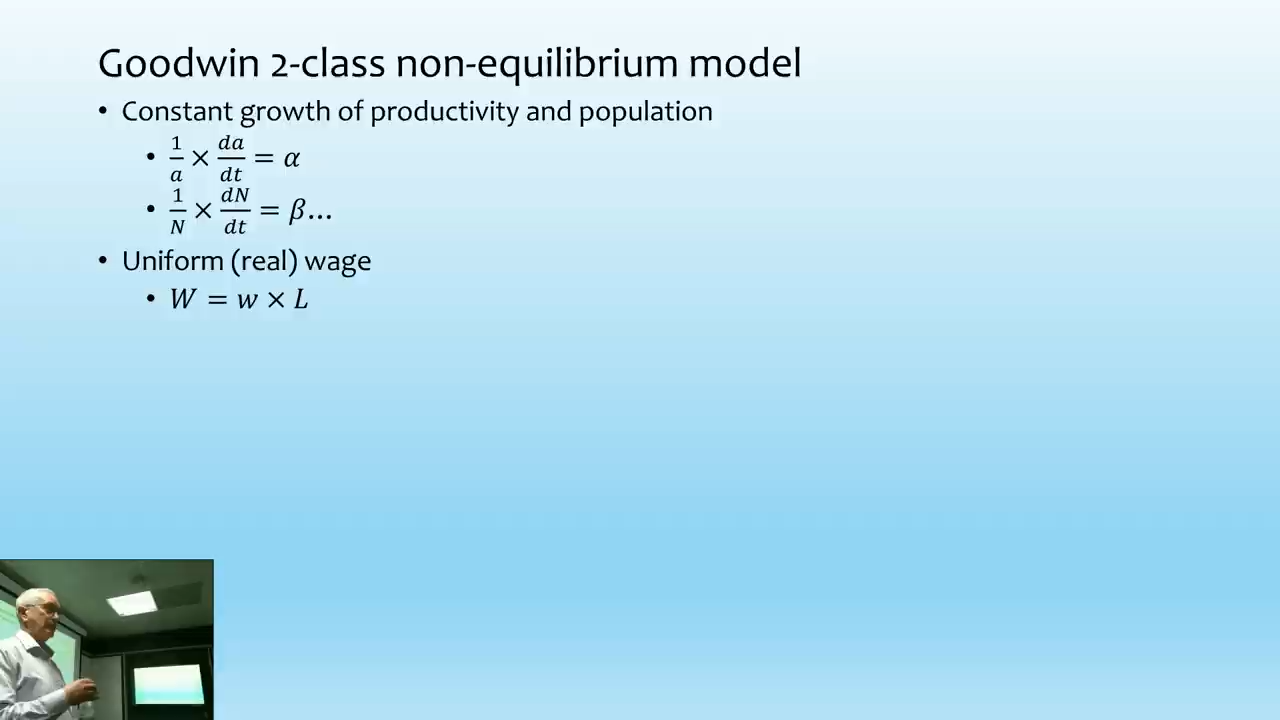 Goodwin 2-class non-equilibrium model
• Constant growth of productivity and population
• 1/a × da/dt = α
• 1/N × dN/dt = β…
• Uniform (real) wage
• W = w × L